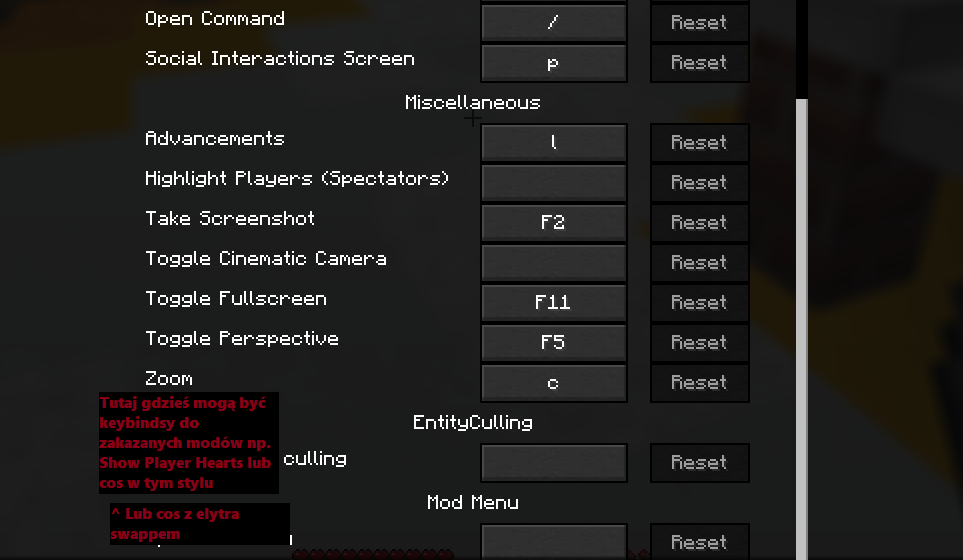 Open Command / Reset
Social Interactions Screen p Reset
Miscellaneous
Advancements l Reset
Highlight Players (Spectators) Reset
Take Screenshot F2 Reset
Toggle Cinematic Camera Reset
Toggle Fullscreen F11 Reset
Toggle Perspective F5 Reset
Zoom c Reset
Tutaj gdzieś mogą być
keybindsy do
zakazanych modów np.
Show Player Hearts lub
cos w tym stylu
EntityCulling
culling Reset
Mod Menu
^ Lub cos z elytra
swappem
Reset